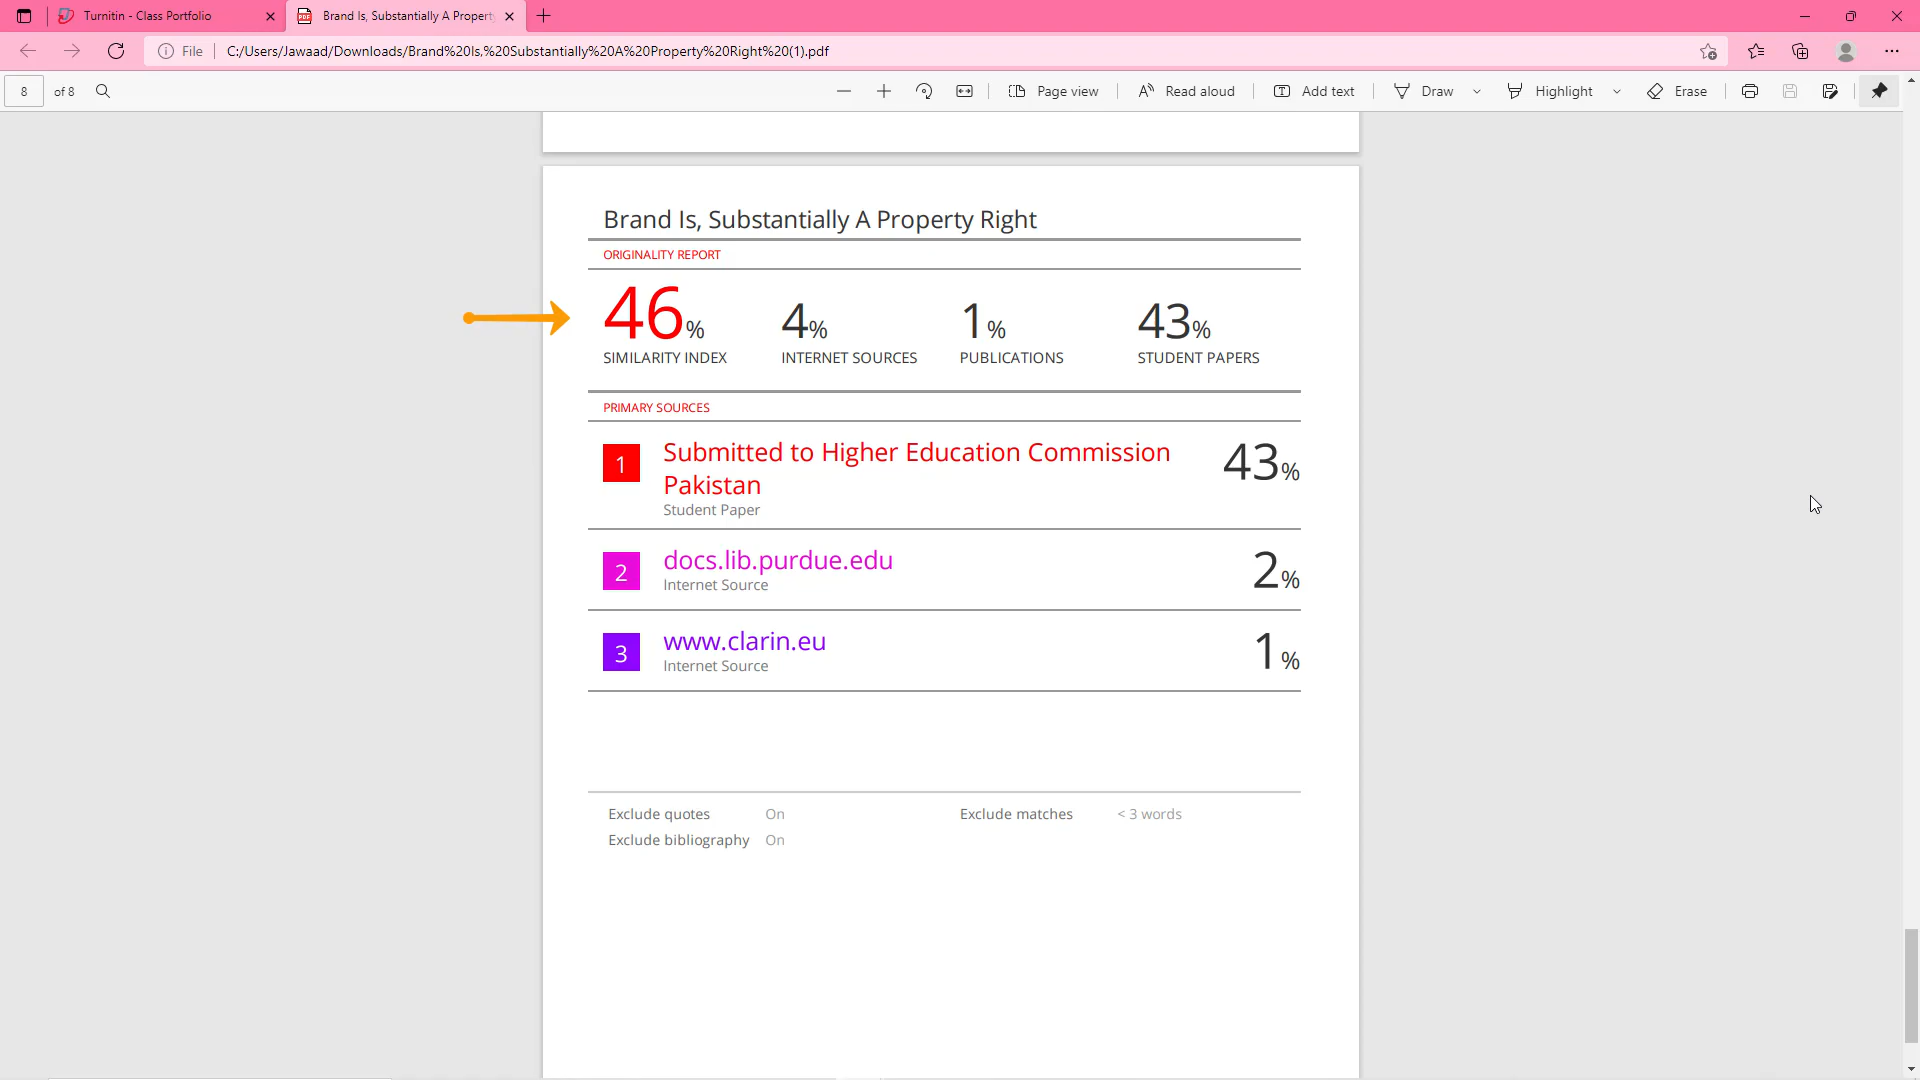 Turnitin - Class Portfolio
Brand Is, Substantially A Propert
File
C:/Users/Jawaad/Downloads/Brand%20Is,%20Substantially%20A%20Property%20Right%20(1).pdf
8 of 8
Page view
Read aloud
Add text
Draw
Highlight
Erase
Brand Is, Substantially A Property Right
ORIGINALITY REPORT
46% 4% 1% 43%
SIMILARITY INDEX INTERNET SOURCES PUBLICATIONS STUDENT PAPERS
PRIMARY SOURCES
1 Submitted to Higher Education Commission 43%
Pakistan
Student Paper
2 docs.lib.purdue.edu 2%
Internet Source
3 www.clarin.eu 1%
Internet Source
Exclude quotes On Exclude matches < 3 words
Exclude bibliography On